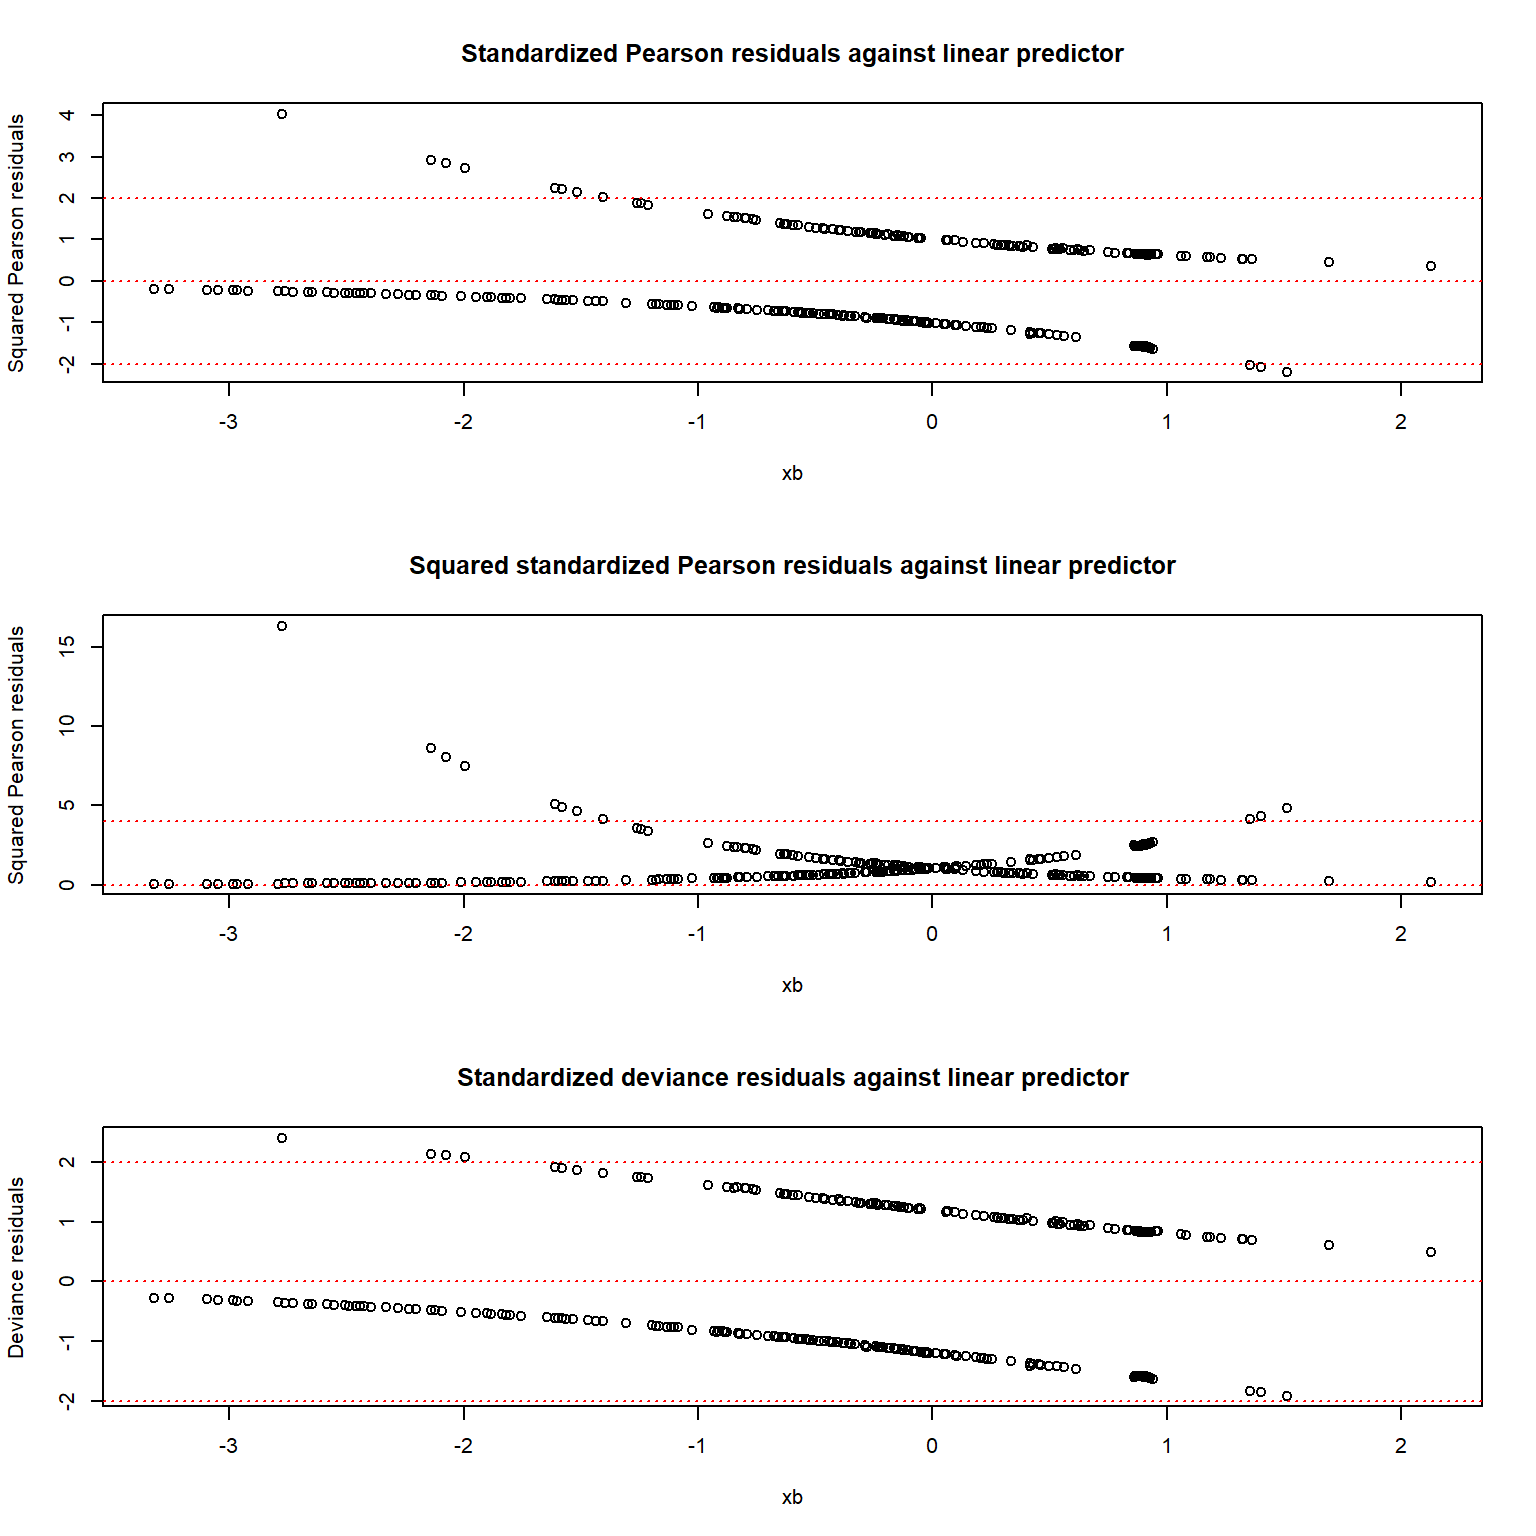 Standardized Pearson residuals against linear predictor
Squared Pearson residuals
4
3
2
1
0
-1
-2
-3 -2 -1 0 1 2
xb
Squared standardized Pearson residuals against linear predictor
Squared Pearson residuals
15
10
5
0
-3 -2 -1 0 1 2
xb
Standardized deviance residuals against linear predictor
Deviance residuals
2
1
0
-1
-2
-3 -2 -1 0 1 2
xb